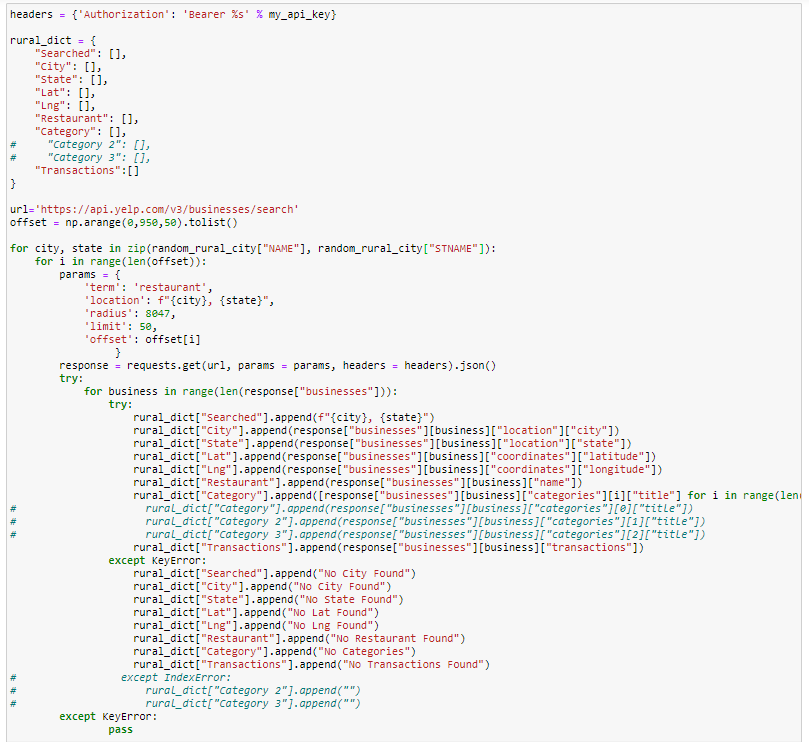 headers = {'Authorization': 'Bearer %s' % my_api_key}
rural_dict = {
"Searched": [],
"City": [],
"State": [],
"Lat": [],
"Lng": [],
"Restaurant": [],
"Category": [],
# "Category 2": [],
# "Category 3": [],
"Transactions":[]
}
url='https://api.yelp.com/v3/businesses/search'
offset = np.arange(0,950,50).tolist()
for city, state in zip(random_rural_city["NAME"], random_rural_city["STNAME"]):
for i in range(len(offset)):
params = {
'term': 'restaurant',
'location': f"{city}, {state}",
'radius': 8047,
'limit': 50,
'offset': offset[i]
}
response = requests.get(url, params = params, headers = headers).json()
try:
for business in range(len(response["businesses"])):
try:
rural_dict["Searched"].append(f"{city}, {state}")
rural_dict["City"].append(response["businesses"][business]["location"]["city"])
rural_dict["State"].append(response["businesses"][business]["location"]["state"])
rural_dict["Lat"].append(response["businesses"][business]["coordinates"]["latitude"])
rural_dict["Lng"].append(response["businesses"][business]["coordinates"]["longitude"])
rural_dict["Restaurant"].append(response["businesses"][business]["name"])
rural_dict["Category"].append([response["businesses"][business]["categories"][i]["title"] for i in range(len(
# rural_dict["Category"].append(response["businesses"][business]["categories"][0]["title"])
# rural_dict["Category 2"].append(response["businesses"][business]["categories"][1]["title"])
# rural_dict["Category 3"].append(response["businesses"][business]["categories"][2]["title"])
rural_dict["Transactions"].append(response["businesses"][business]["transactions"])
except KeyError:
rural_dict["Searched"].append("No City Found")
rural_dict["City"].append("No City Found")
rural_dict["State"].append("No State Found")
rural_dict["Lat"].append("No Lat Found")
rural_dict["Lng"].append("No Lng Found")
rural_dict["Restaurant"].append("No Restaurant Found")
rural_dict["Category"].append("No Categories")
rural_dict["Transactions"].append("No Transactions Found")
# except IndexError:
# rural_dict["Category 2"].append("")
# rural_dict["Category 3"].append("")
except KeyError:
pass